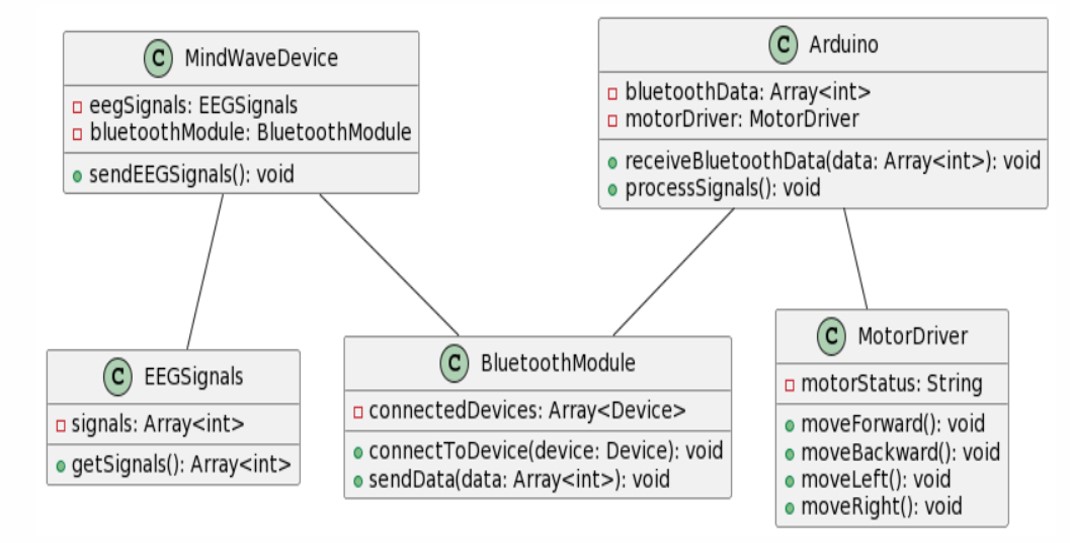 C MindWaveDevice
eegSignals: EEGSignals
bluetoothModule: BluetoothModule
sendEEGSignals(): void
C Arduino
bluetoothData: Array<int>
motorDriver: MotorDriver
receiveBluetoothData(data: Array<int>): void
processSignals(): void
C EEGSignals
signals: Array<int>
getSignals(): Array<int>
C BluetoothModule
connectedDevices: Array<Device>
connectToDevice(device: Device): void
sendData(data: Array<int>): void
C MotorDriver
motorStatus: String
moveForward(): void
moveBackward(): void
moveLeft(): void
moveRight(): void